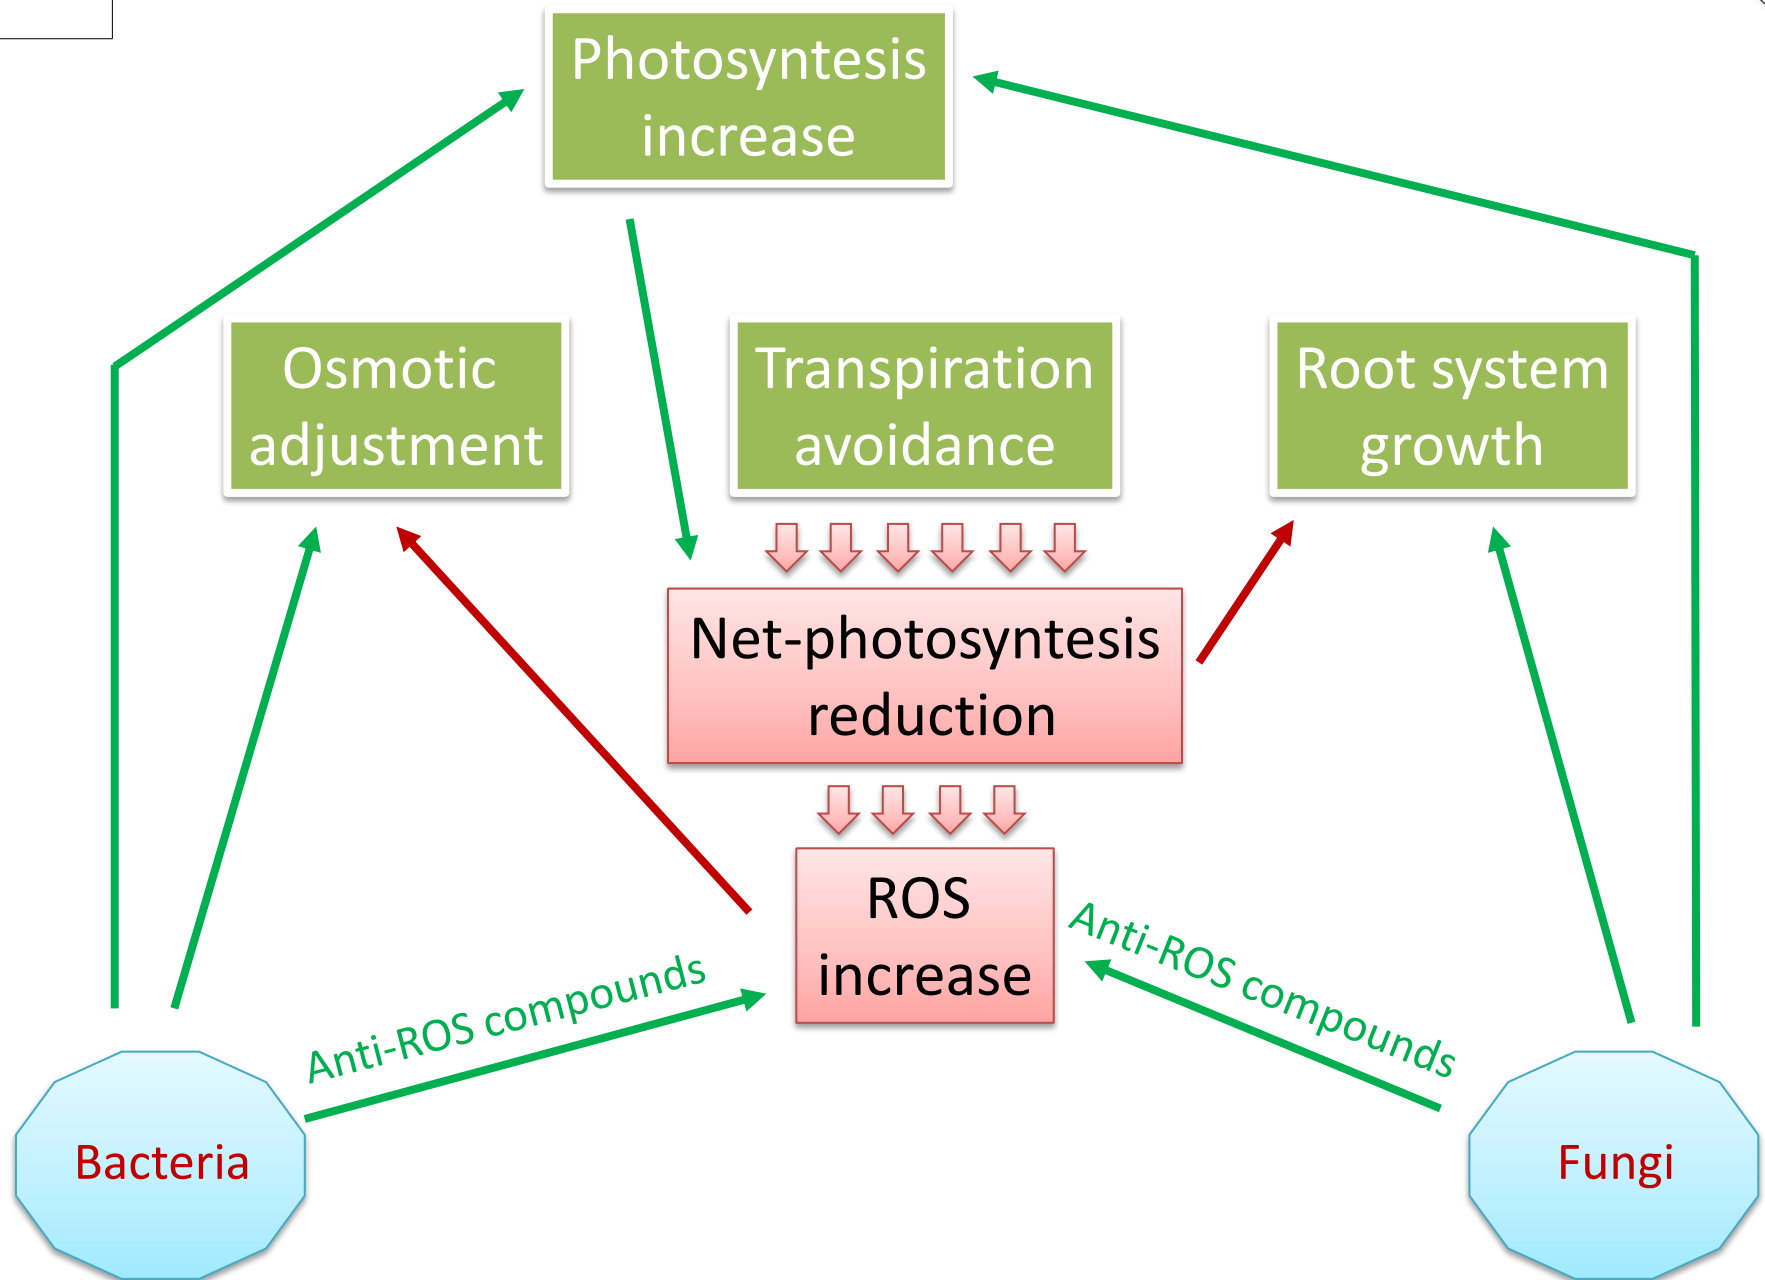 Photosyntesis
increase
Osmotic
adjustment
Transpiration
avoidance
Root system
growth
Net-photosyntesis
reduction
ROS
increase
Anti-ROS compounds
Anti-ROS compounds
Bacteria
Fungi